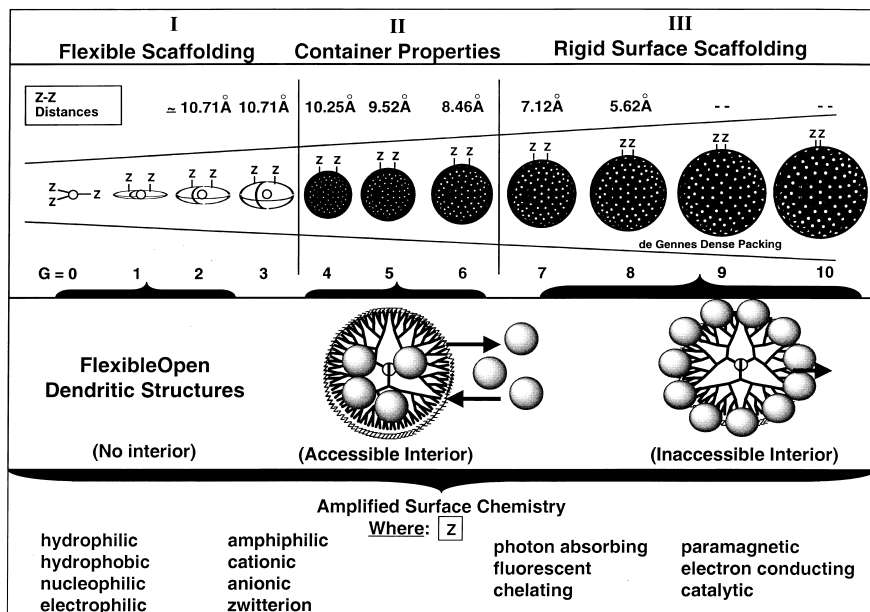 I II III
Flexible Scaffolding Container Properties Rigid Surface Scaffolding
Z-Z
Distances
≃ 10.71Å 10.71Å 10.25Å 9.52Å 8.46Å 7.12Å 5.62Å - - - -
Z Z Z Z Z Z Z Z Z Z Z Z Z Z Z Z Z Z Z Z Z Z Z
de Gennes Dense Packing
G = 0 1 2 3 4 5 6 7 8 9 10
FlexibleOpen
Dendritic Structures
(No interior) (Accessible Interior) (Inaccessible Interior)
Amplified Surface Chemistry
Where: Z
hydrophilic amphiphilic photon absorbing paramagnetic
hydrophobic cationic fluorescent electron conducting
nucleophilic anionic chelating catalytic
electrophilic zwitterion